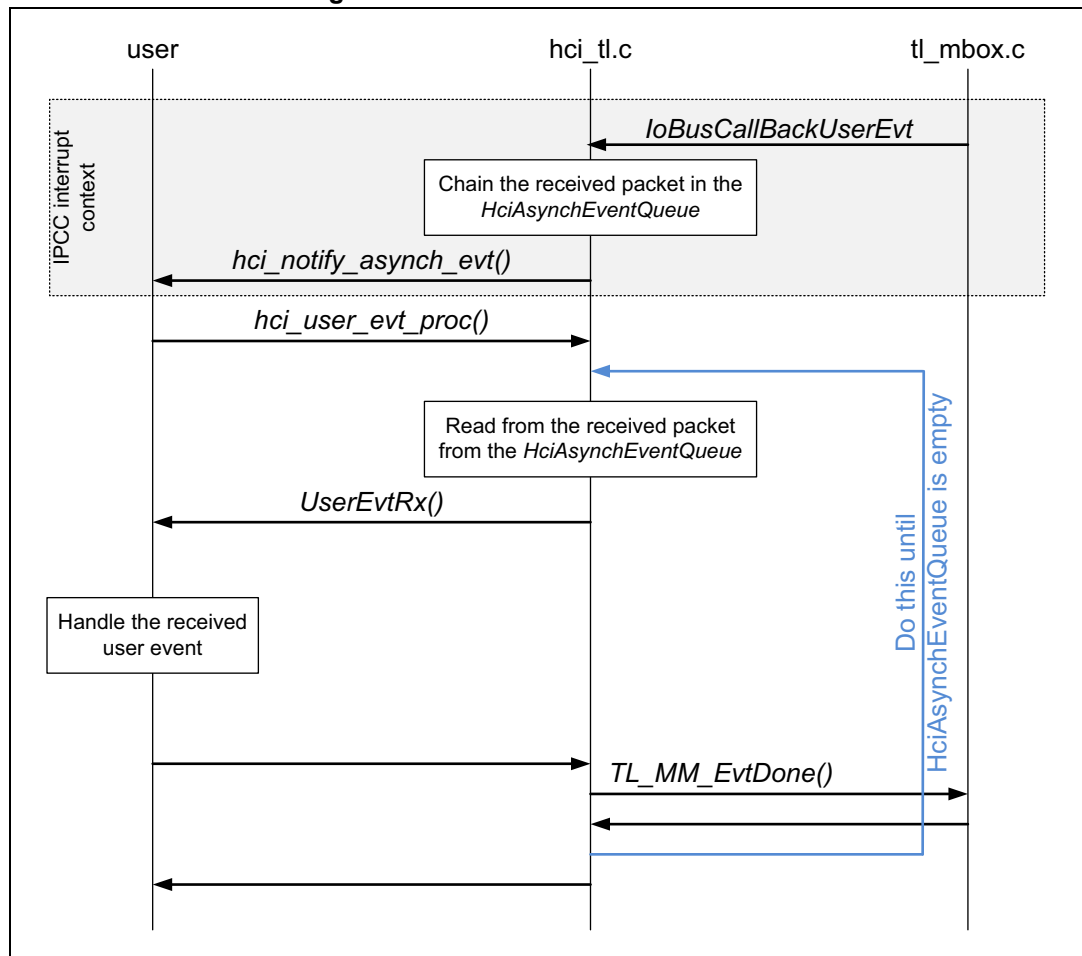 user
hci_tl.c
tl_mbox.c
IPCC interrupt
context
IoBusCallBackUserEvt
Chain the received packet in the
HciAsynchEventQueue
hci_notify_asynch_evt()
hci_user_evt_proc()
Read from the received packet
from the HciAsynchEventQueue
UserEvtRx()
Do this until
HciAsynchEventQueue is empty
Handle the received
user event
TL_MM_EvtDone()